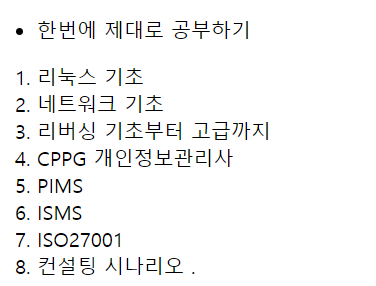 • 한번에 제대로 공부하기
1. 리눅스 기초
2. 네트워크 기초
3. 리버싱 기초부터 고급까지
4. CPPG 개인정보관리사
5. PIMS
6. ISMS
7. ISO27001
8. 컨설팅 시나리오 .